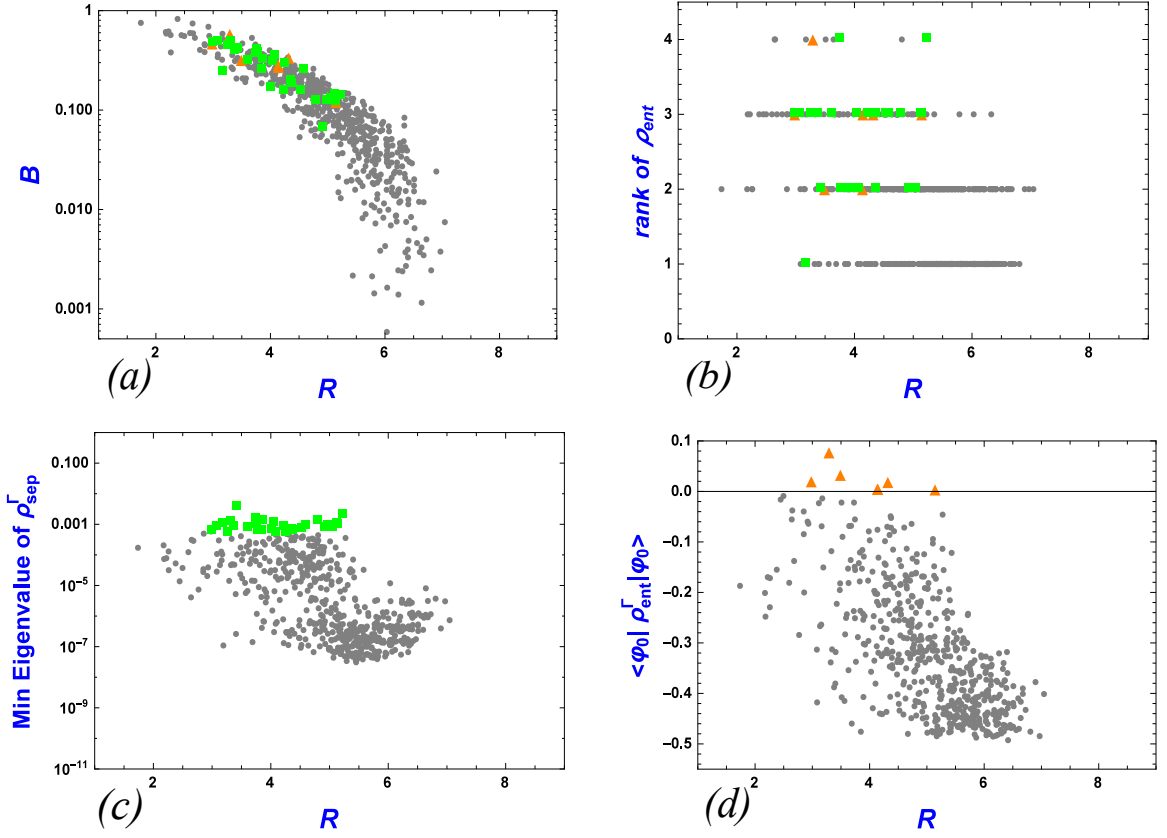 1
0.100
0.010
0.001
B
2 4 6 8
(a)
R
4
3
2
1
0
rank of ρent
2 4 6 8
(b)
R
0.100
0.001
10⁻⁵
10⁻⁷
10⁻⁹
10⁻¹¹
Min Eigenvalue of ρ^Γ_sep
2 4 6 8
(c)
R
0.1
0.0
−0.1
−0.2
−0.3
−0.4
−0.5
<φ₀| ρ^Γ_ent|φ₀>
2 4 6 8
(d)
R